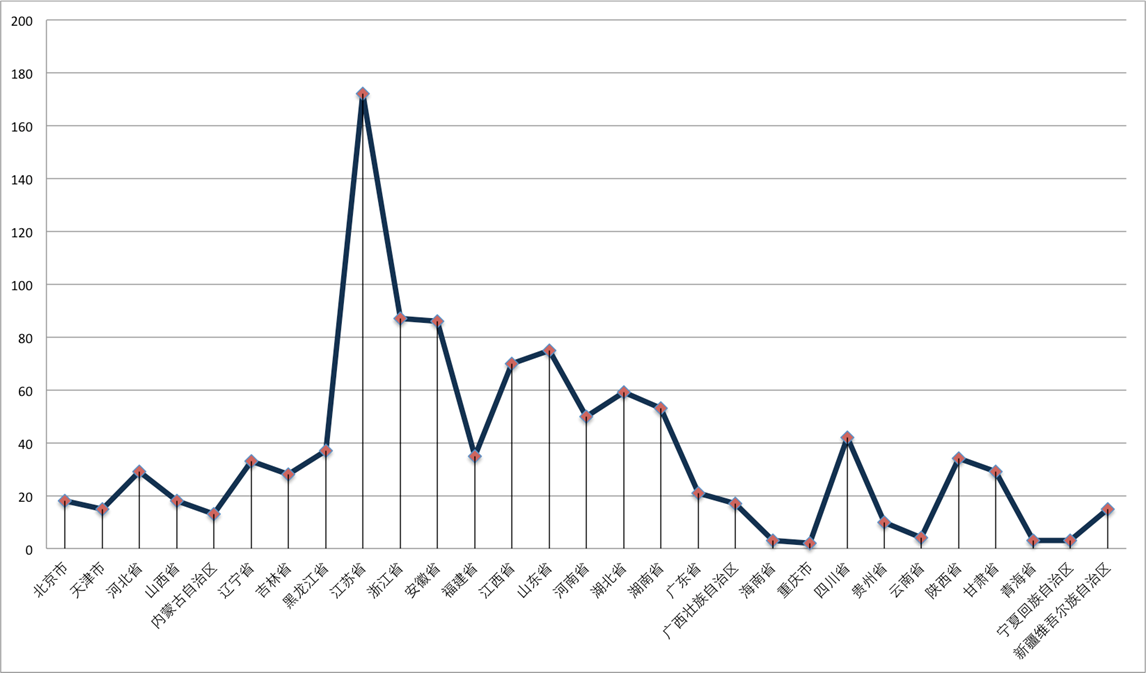 200
180
160
140
120
100
80
60
40
20
0
北京市
天津市
河北省
山西省
内蒙古自治区
辽宁省
吉林省
黑龙江省
江苏省
浙江省
安徽省
福建省
江西省
山东省
河南省
湖北省
湖南省
广东省
广西壮族自治区
海南省
重庆市
四川省
贵州省
云南省
陕西省
甘肃省
青海省
宁夏回族自治区
新疆维吾尔族自治区